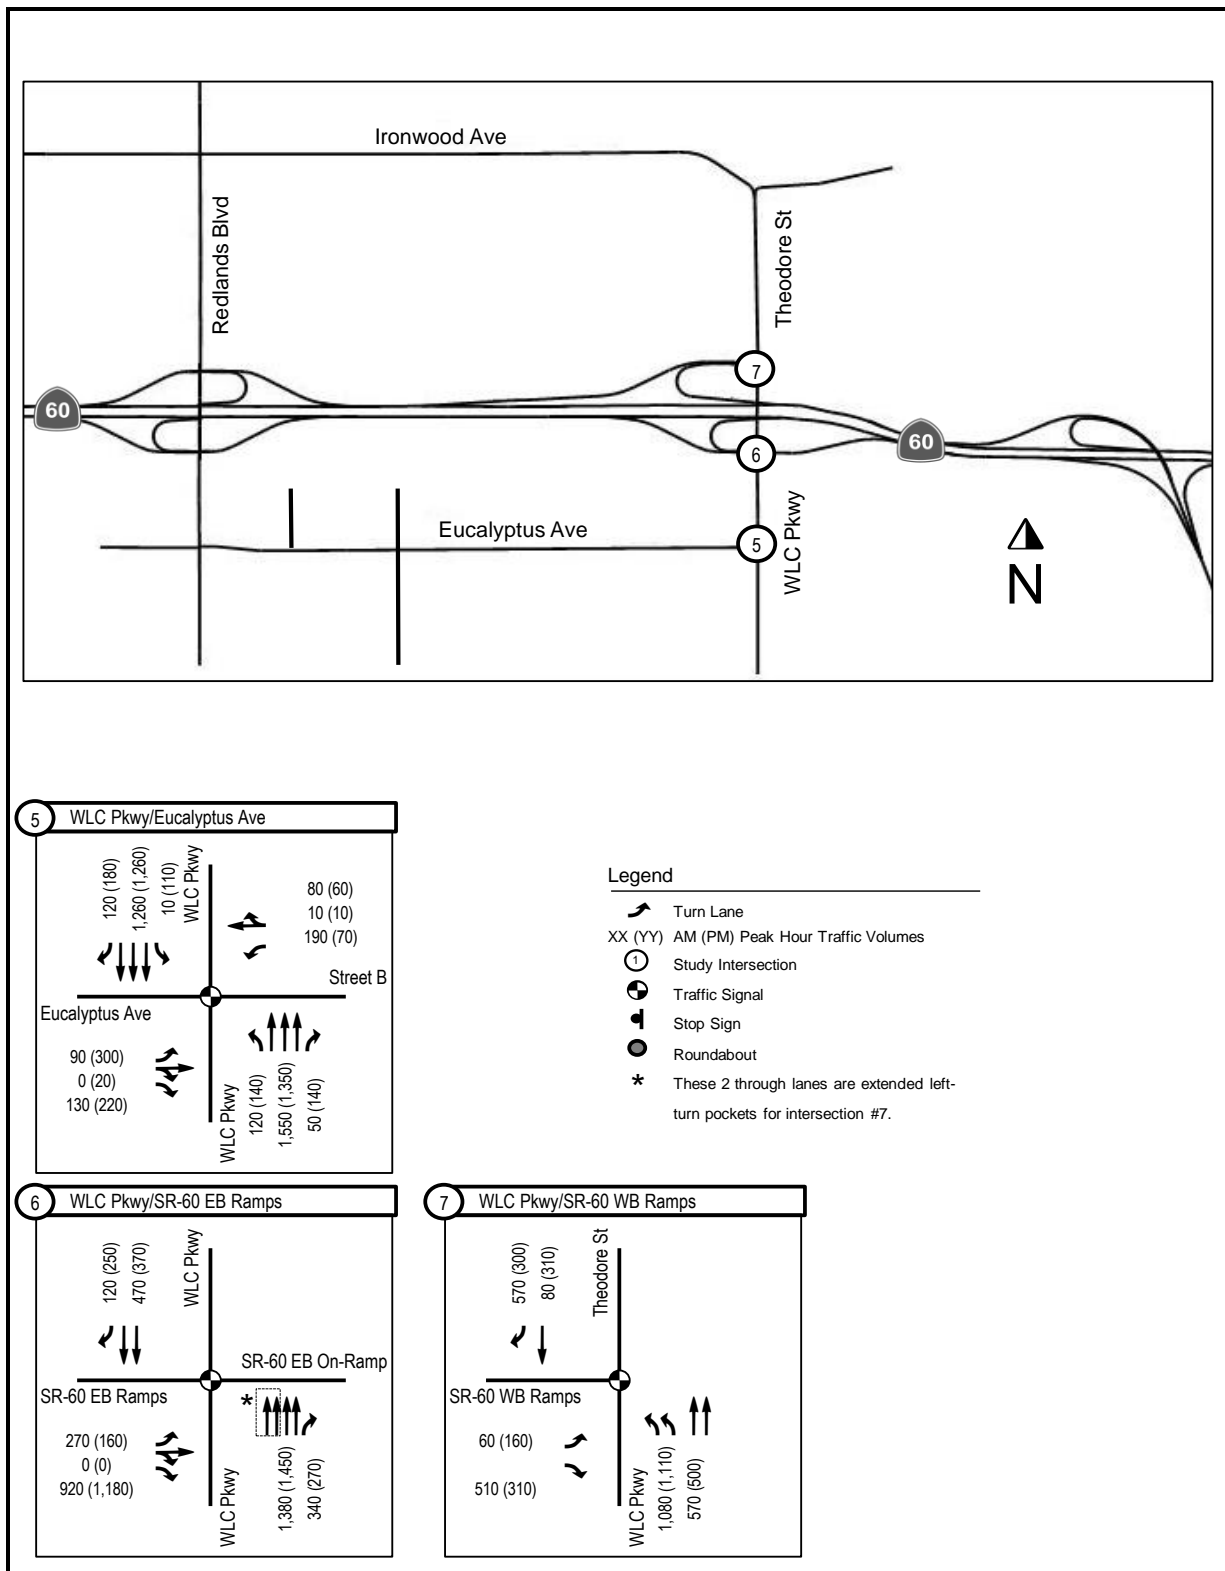 Ironwood Ave
Redlands Blvd
Theodore St
7
60
60
6
Eucalyptus Ave
5
WLC Pkwy
N
5 WLC Pkwy/Eucalyptus Ave
120 (180)
1,260 (1,260)
10 (110)
WLC Pkwy
80 (60)
10 (10)
190 (70)
Street B
Eucalyptus Ave
90 (300)
0 (20)
130 (220)
WLC Pkwy
120 (140)
1,550 (1,350)
50 (140)
Legend
Turn Lane
XX (YY) AM (PM) Peak Hour Traffic Volumes
1 Study Intersection
Traffic Signal
Stop Sign
Roundabout
* These 2 through lanes are extended left-
turn pockets for intersection #7.
6 WLC Pkwy/SR-60 EB Ramps
120 (250)
470 (370)
WLC Pkwy
SR-60 EB On-Ramp
SR-60 EB Ramps
*
270 (160)
0 (0)
920 (1,180)
WLC Pkwy
1,380 (1,450)
340 (270)
7 WLC Pkwy/SR-60 WB Ramps
570 (300)
80 (310)
Theodore St
SR-60 WB Ramps
60 (160)
510 (310)
WLC Pkwy
1,080 (1,110)
570 (500)